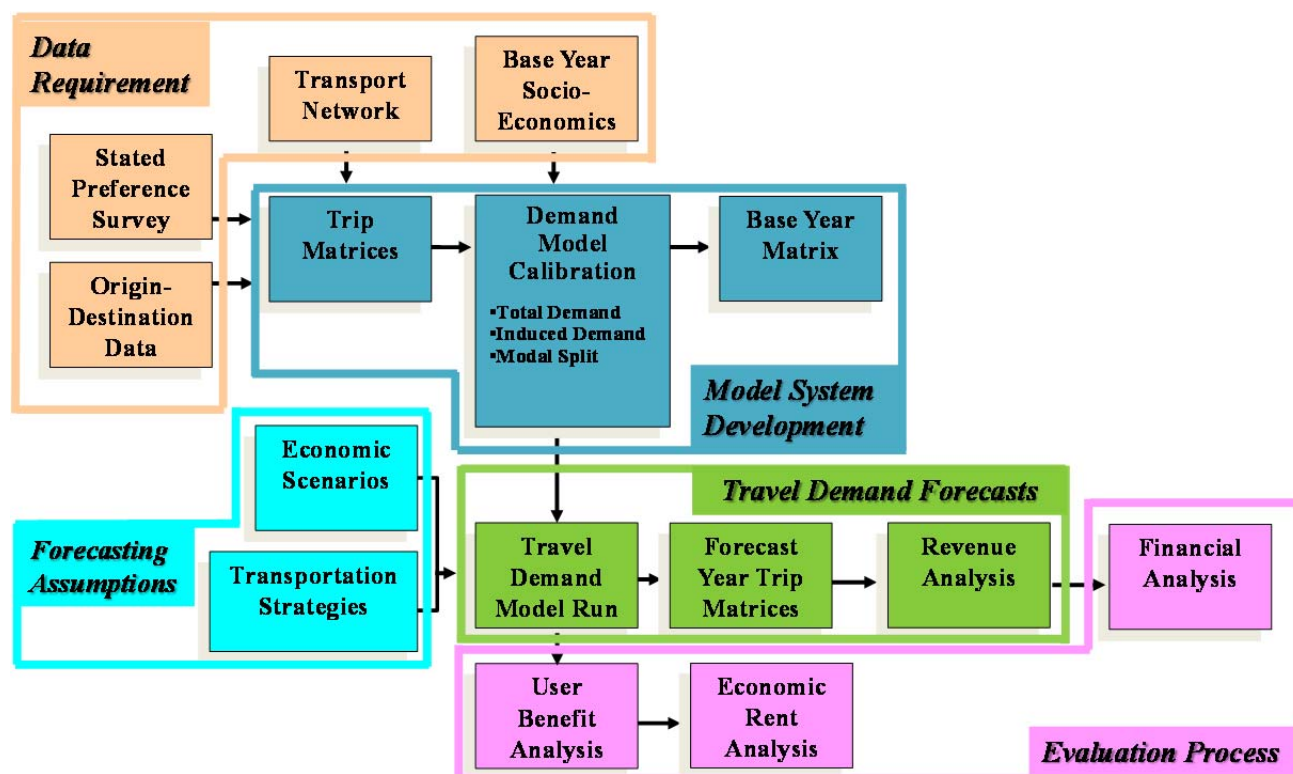 Data
Requirement
Transport
Network
Base Year
Socio-
Economics
Stated
Preference
Survey
Origin-
Destination
Data
Trip
Matrices
Demand
Model
Calibration
▪Total Demand
▪Induced Demand
▪Modal Split
Base Year
Matrix
Model System
Development
Economic
Scenarios
Forecasting
Assumptions
Transportation
Strategies
Travel Demand Forecasts
Travel
Demand
Model Run
Forecast
Year Trip
Matrices
Revenue
Analysis
Financial
Analysis
User
Benefit
Analysis
Economic
Rent
Analysis
Evaluation Process